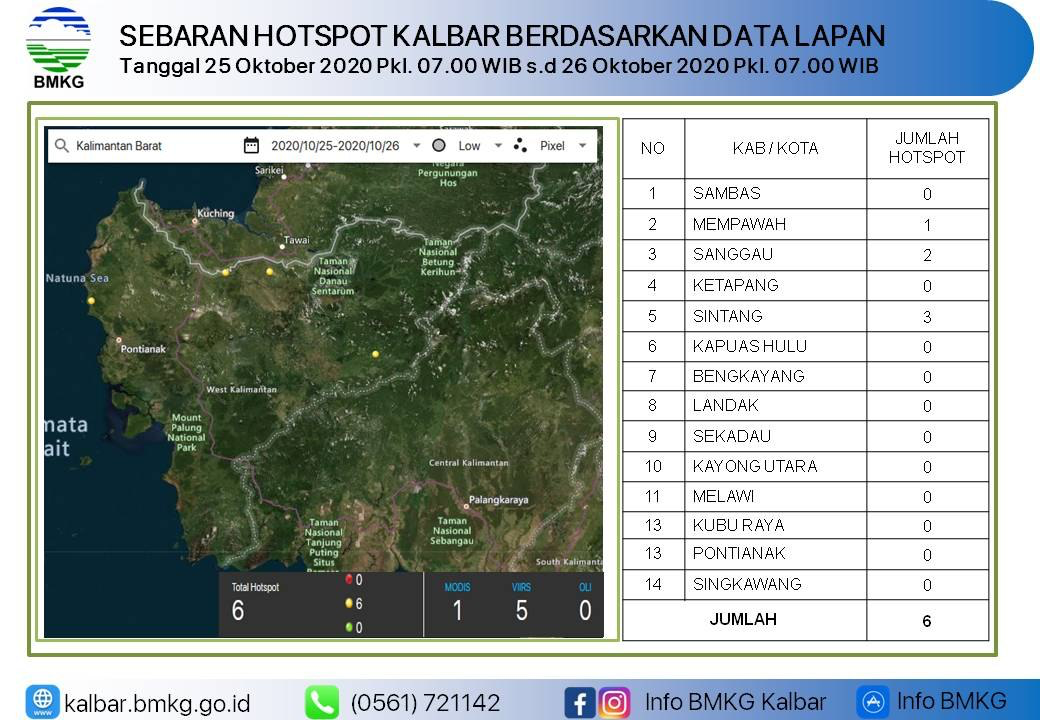 BMKG
SEBARAN HOTSPOT KALBAR BERDASARKAN DATA LAPAN
Tanggal 25 Oktober 2020 Pkl. 07.00 WIB s.d 26 Oktober 2020 Pkl. 07.00 WIB
Kalimantan Barat 2020/10/25-2020/10/26 Low Pixel
Negara
Pergunungan
Hos
Sarikei
Kuching
Tawai
Taman
Nasional
Betung
Kerihun
Taman
Nasional
Danau
Sentarum
Natuna Sea
Pontianak
West Kalimantan
Mount
Palung
National
Park
mata
ait
Central Kalimantan
Palangkaraya
Taman
Nasional
Sebangau
Taman
Nasional
Tanjung
Puting
Situs
South Kalimanta
Total Hotspot
6
0
6
0
MODIS VIIRS OLI
1 5 0
NO KAB / KOTA JUMLAH HOTSPOT
1 SAMBAS 0
2 MEMPAWAH 1
3 SANGGAU 2
4 KETAPANG 0
5 SINTANG 3
6 KAPUAS HULU 0
7 BENGKAYANG 0
8 LANDAK 0
9 SEKADAU 0
10 KAYONG UTARA 0
11 MELAWI 0
13 KUBU RAYA 0
13 PONTIANAK 0
14 SINGKAWANG 0
JUMLAH 6
kalbar.bmkg.go.id (0561) 721142 Info BMKG Kalbar Info BMKG